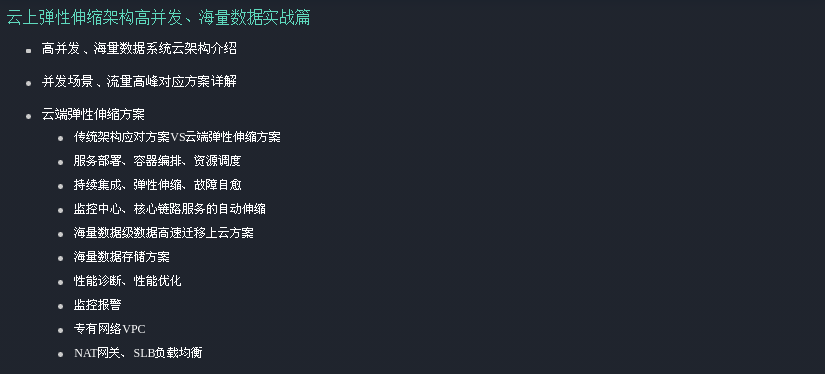 云上弹性伸缩架构高并发、海量数据实战篇
高并发、海量数据系统云架构介绍
并发场景、流量高峰对应方案详解
云端弹性伸缩方案
传统架构应对方案VS云端弹性伸缩方案
服务部署、容器编排、资源调度
持续集成、弹性伸缩、故障自愈
监控中心、核心链路服务的自动伸缩
海量数据级数据高速迁移上云方案
海量数据存储方案
性能诊断、性能优化
监控报警
专有网络VPC
NAT网关、SLB负载均衡